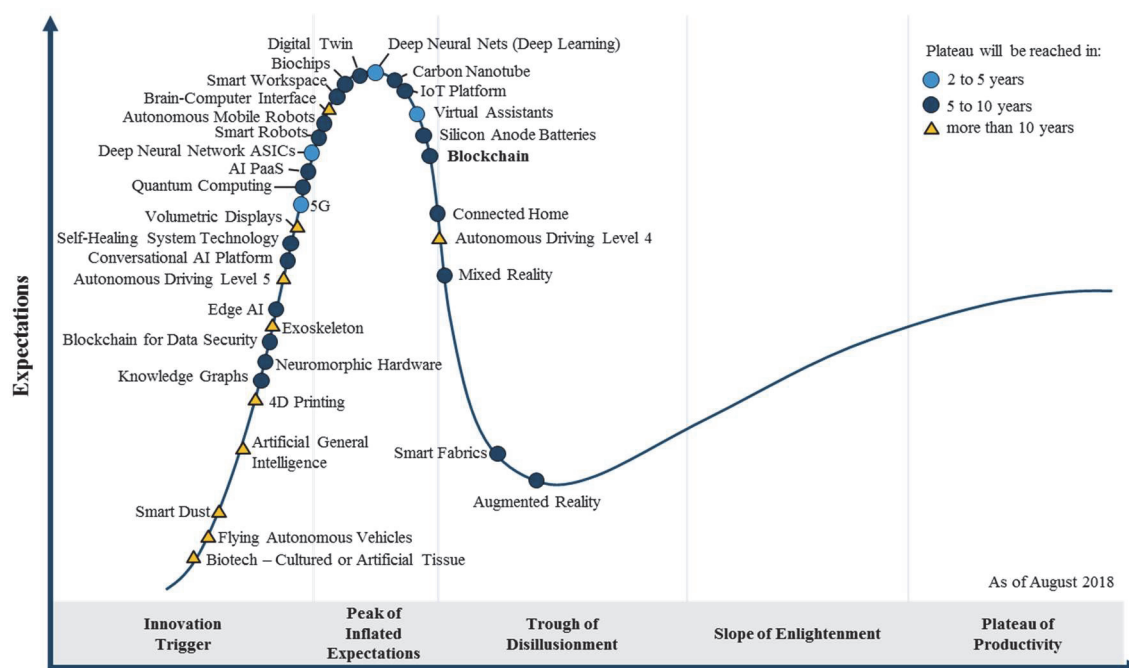 Expectations
Digital Twin
Biochips
Smart Workspace
Brain-Computer Interface
Autonomous Mobile Robots
Smart Robots
Deep Neural Network ASICs
AI PaaS
Quantum Computing
5G
Volumetric Displays
Self-Healing System Technology
Conversational AI Platform
Autonomous Driving Level 5
Edge AI
Exoskeleton
Blockchain for Data Security
Neuromorphic Hardware
Knowledge Graphs
4D Printing
Artificial General
Intelligence
Smart Dust
Flying Autonomous Vehicles
Biotech – Cultured or Artificial Tissue
Deep Neural Nets (Deep Learning)
Carbon Nanotube
IoT Platform
Virtual Assistants
Silicon Anode Batteries
Blockchain
Connected Home
Autonomous Driving Level 4
Mixed Reality
Smart Fabrics
Augmented Reality
Plateau will be reached in:
2 to 5 years
5 to 10 years
more than 10 years
As of August 2018
Innovation
Trigger
Peak of
Inflated
Expectations
Trough of
Disillusionment
Slope of Enlightenment
Plateau of
Productivity